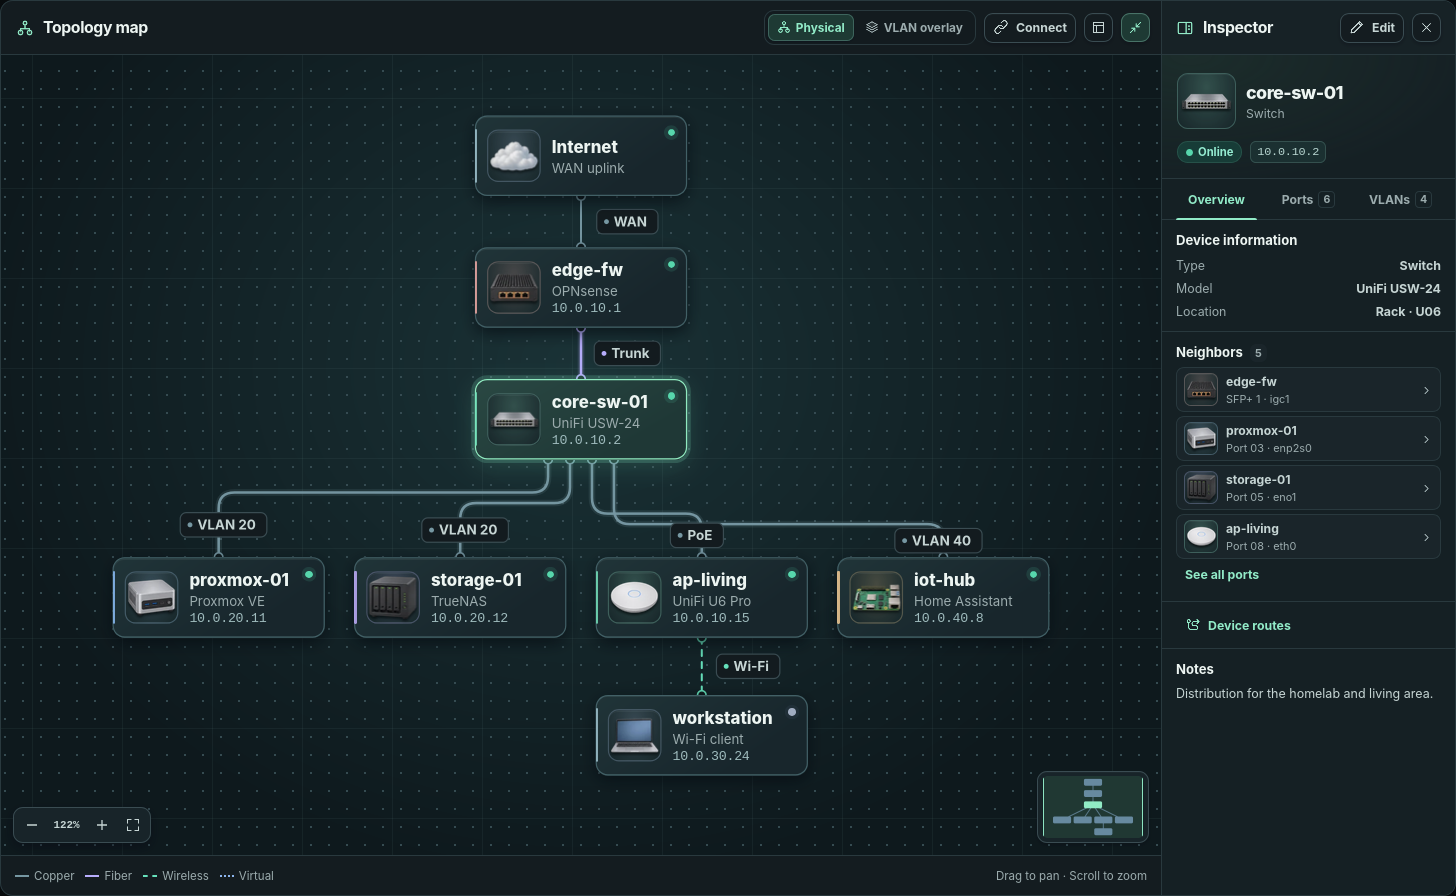 Topology map
Physical
VLAN overlay
Connect
Inspector
Edit
Internet
WAN uplink
WAN
edge-fw
OPNsense
10.0.10.1
Trunk
core-sw-01
UniFi USW-24
10.0.10.2
VLAN 20
VLAN 20
PoE
VLAN 40
proxmox-01
Proxmox VE
10.0.20.11
storage-01
TrueNAS
10.0.20.12
ap-living
UniFi U6 Pro
10.0.10.15
iot-hub
Home Assistant
10.0.40.8
Wi-Fi
workstation
Wi-Fi client
10.0.30.24
122%
Copper
Fiber
Wireless
Virtual
Drag to pan · Scroll to zoom
core-sw-01
Switch
Online
10.0.10.2
Overview
Ports 6
VLANs 4
Device information
Type Switch
Model UniFi USW-24
Location Rack · U06
Neighbors 5
edge-fw
SFP+ 1 · igc1
proxmox-01
Port 03 · enp2s0
storage-01
Port 05 · eno1
ap-living
Port 08 · eth0
See all ports
Device routes
Notes
Distribution for the homelab and living area.